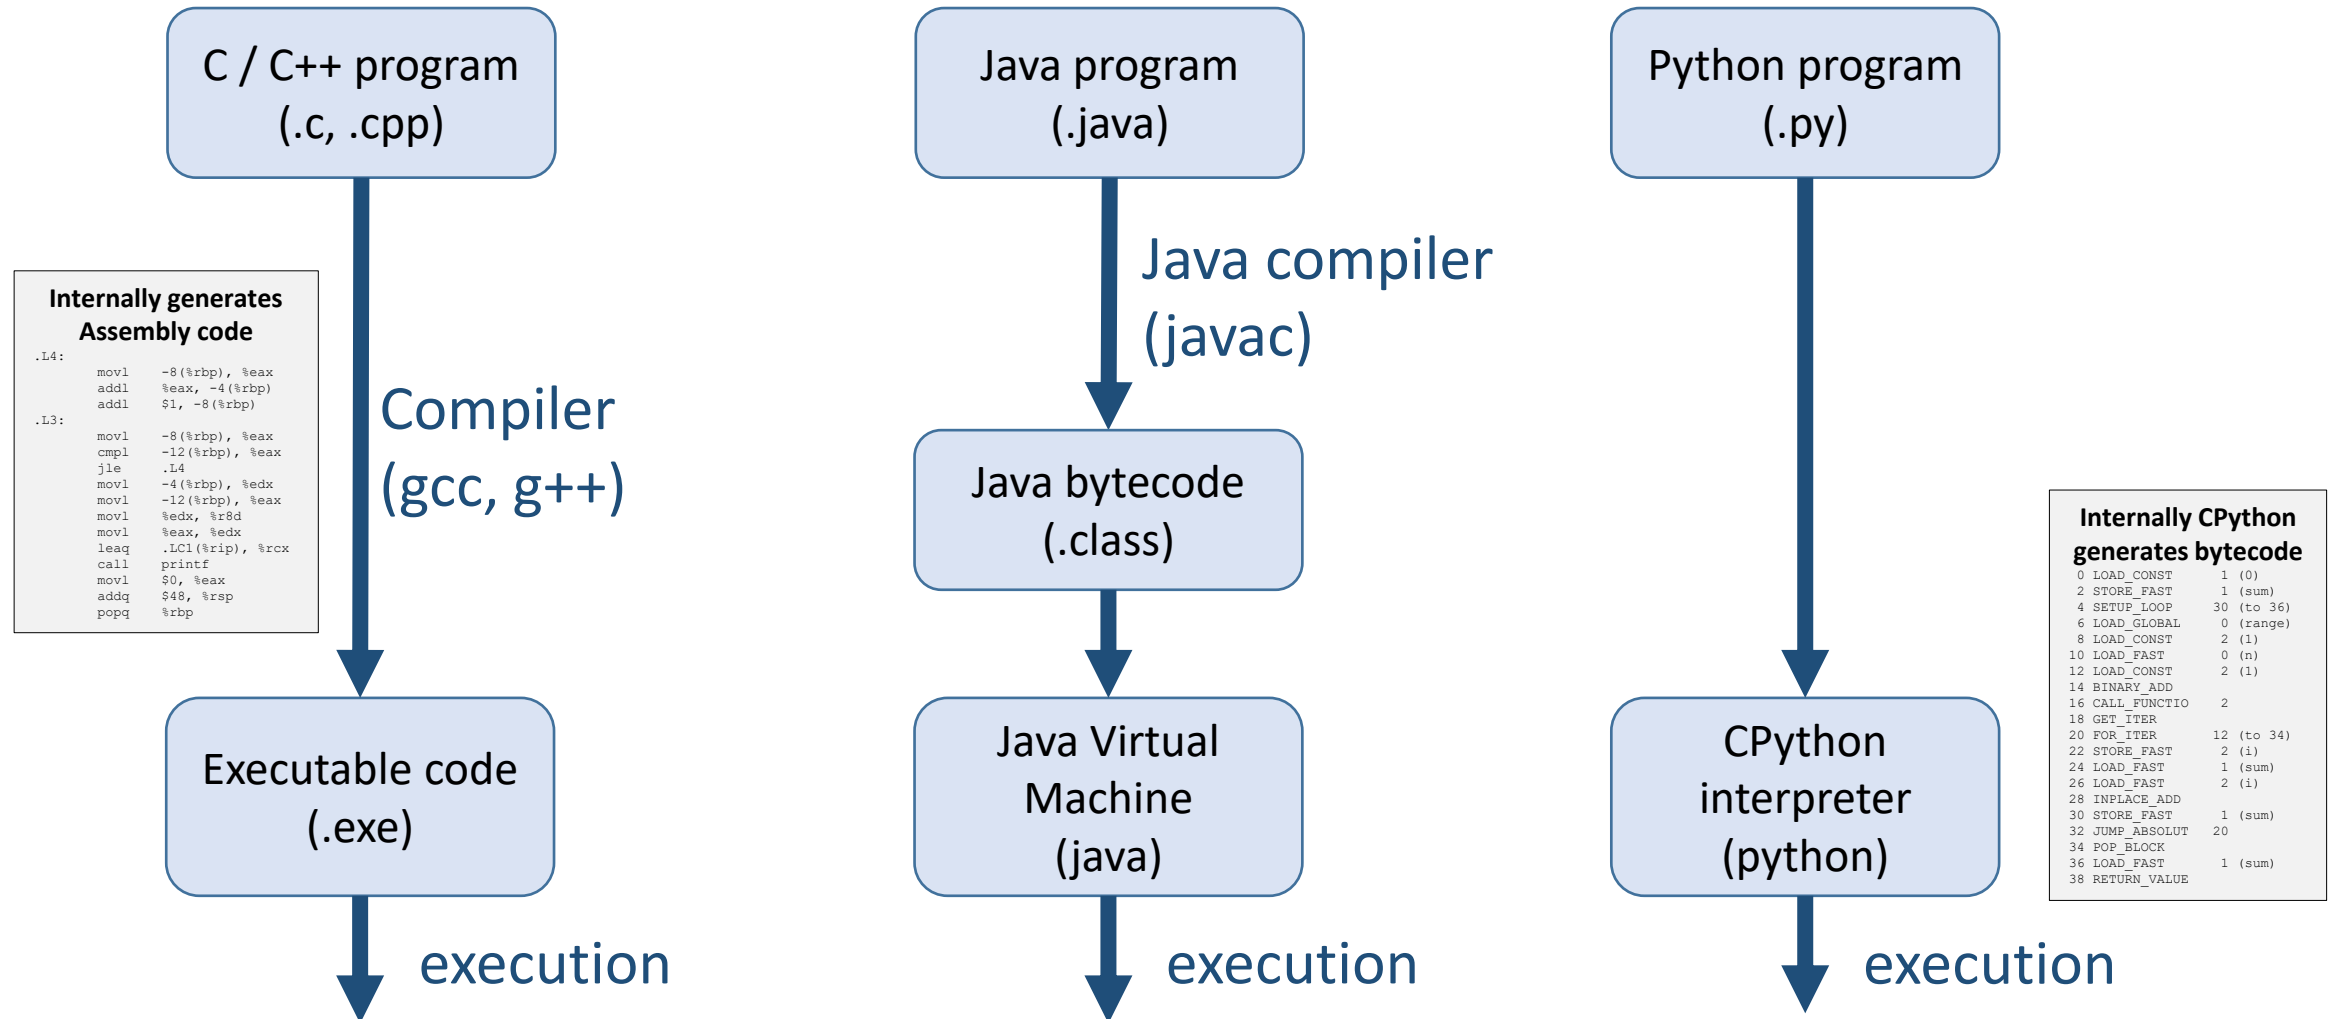 C / C++ program
(.c, .cpp)
Internally generates
Assembly code
.L4:
movl -8(%rbp), %eax
addl %eax, -4(%rbp)
addl $1, -8(%rbp)
.L3:
movl -8(%rbp), %eax
cmpl -12(%rbp), %eax
jle .L4
movl -4(%rbp), %edx
movl -12(%rbp), %eax
movl %edx, %r8d
movl %eax, %edx
leaq .LC1(%rip), %rcx
call printf
movl $0, %eax
addq $48, %rsp
popq %rbp
Compiler
(gcc, g++)
Executable code
(.exe)
execution
Java program
(.java)
Java compiler
(javac)
Java bytecode
(.class)
Java Virtual
Machine
(java)
execution
Python program
(.py)
CPython
interpreter
(python)
Internally CPython
generates bytecode
0 LOAD_CONST 1 (0)
2 STORE_FAST 1 (sum)
4 SETUP_LOOP 30 (to 36)
6 LOAD_GLOBAL 0 (range)
8 LOAD_CONST 2 (1)
10 LOAD_FAST 0 (n)
12 LOAD_CONST 2 (1)
14 BINARY_ADD
16 CALL_FUNCTIO 2
18 GET_ITER
20 FOR_ITER 12 (to 34)
22 STORE_FAST 2 (i)
24 LOAD_FAST 1 (sum)
26 LOAD_FAST 2 (i)
28 INPLACE_ADD
30 STORE_FAST 1 (sum)
32 JUMP_ABSOLUT 20
34 POP_BLOCK
36 LOAD_FAST 1 (sum)
38 RETURN_VALUE
execution